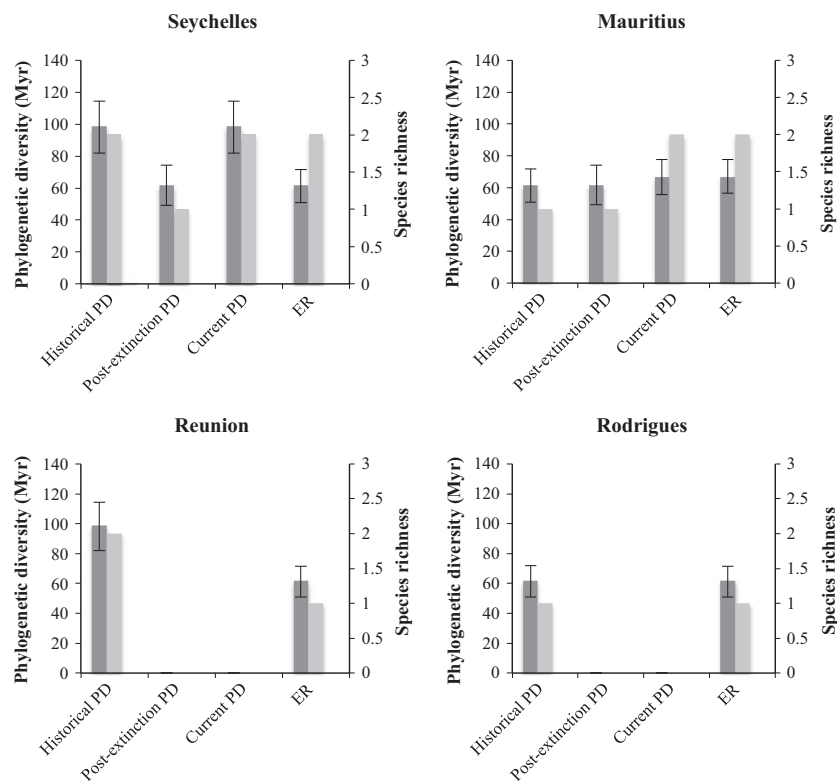 Seychelles
Phylogenetic diversity (Myr)
140
120
100
80
60
40
20
0
3
2.5
2
1.5
1
0.5
0
Species richness
Historical PD
Post-extinction PD
Current PD
ER
Mauritius
Phylogenetic diversity (Myr)
140
120
100
80
60
40
20
0
3
2.5
2
1.5
1
0.5
0
Species richness
Historical PD
Post-extinction PD
Current PD
ER
Reunion
Phylogenetic diversity (Myr)
140
120
100
80
60
40
20
0
3
2.5
2
1.5
1
0.5
0
Species richness
Historical PD
Post-extinction PD
Current PD
ER
Rodrigues
Phylogenetic diversity (Myr)
140
120
100
80
60
40
20
0
3
2.5
2
1.5
1
0.5
0
Species richness
Historical PD
Post-extinction PD
Current PD
ER